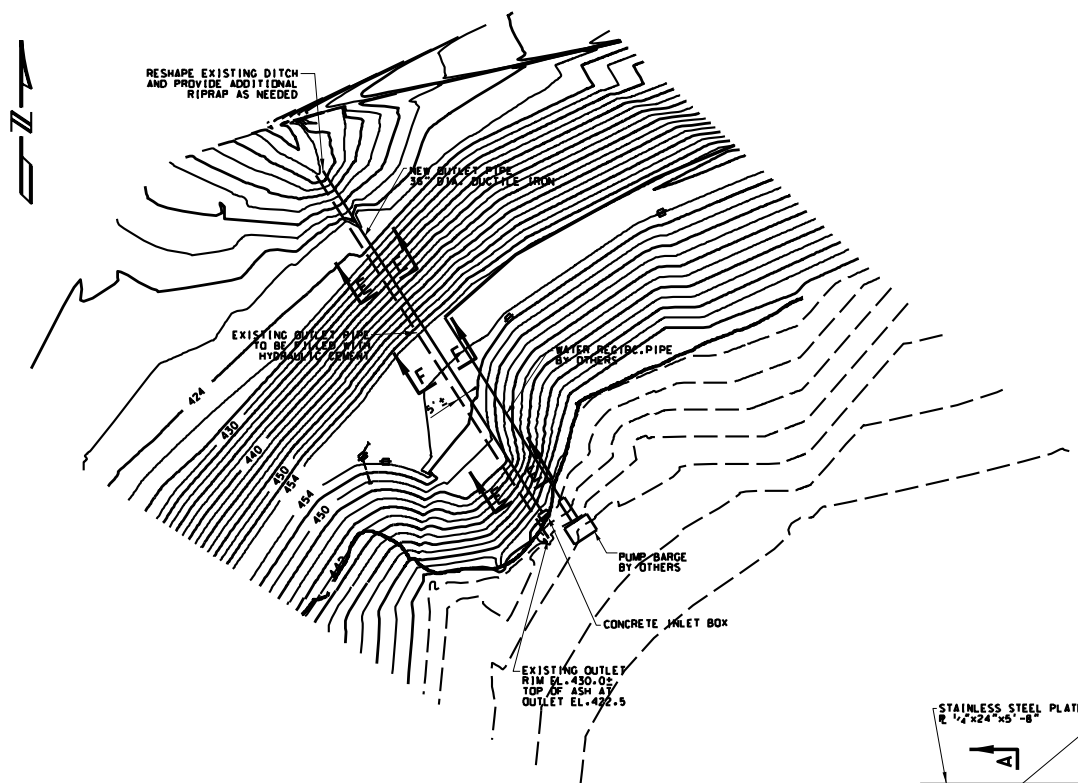 RESHAPE EXISTING DITCH
AND PROVIDE ADDITIONAL
RIPRAP AS NEEDED
N
NEW OUTLET PIPE
36" DIA. DUCTILE IRON
E
F
EXISTING OUTLET PIPE
TO BE FILLED WITH
HYDRAULIC CEMENT
F
F
WATER RECIRC. PIPE
BY OTHERS
5'±
424
430
440
450
454
454
450
442
E
E
PUMP BARGE
BY OTHERS
CONCRETE INLET BOX
EXISTING OUTLET
RIM EL.430.0±
TOP OF ASH AT
OUTLET EL.422.5
STAINLESS STEEL PLATE
℄ 1/4"x24"x5'-8"
A